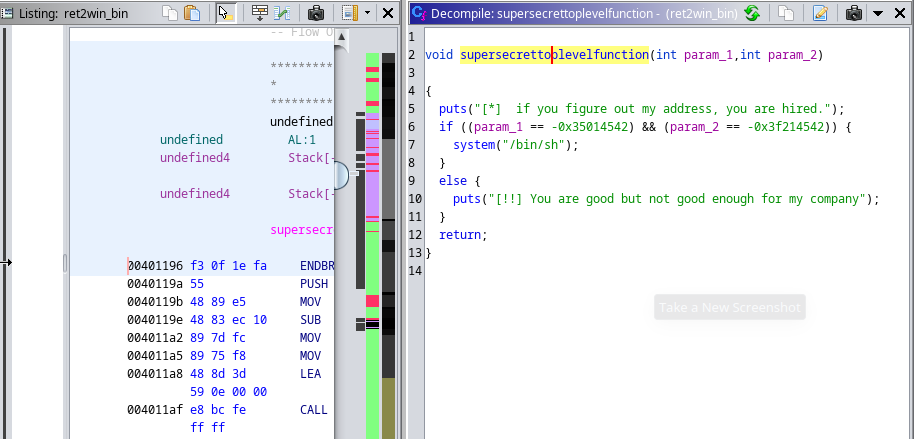 Listing: ret2win_bin
-- Flow O
*********
*
*********
undefined
undefined AL:1
undefined4 Stack[-
undefined4 Stack[-
supersecr
00401196 f3 0f 1e fa ENDBR
0040119a 55 PUSH
0040119b 48 89 e5 MOV
0040119e 48 83 ec 10 SUB
004011a2 89 7d fc MOV
004011a5 89 75 f8 MOV
004011a8 48 8d 3d LEA
59 0e 00 00
004011af e8 bc fe CALL
ff ff
Decompile: supersecrettoplevelfunction - (ret2win_bin)
1
2 void supersecrettoplevelfunction(int param_1,int param_2)
3
4 {
5 puts("[*]  if you figure out my address, you are hired.");
6 if ((param_1 == -0x35014542) && (param_2 == -0x3f214542)) {
7 system("/bin/sh");
8 }
9 else {
10 puts("[!!] You are good but not good enough for my company");
11 }
12 return;
13 }
14
Take a New Screenshot